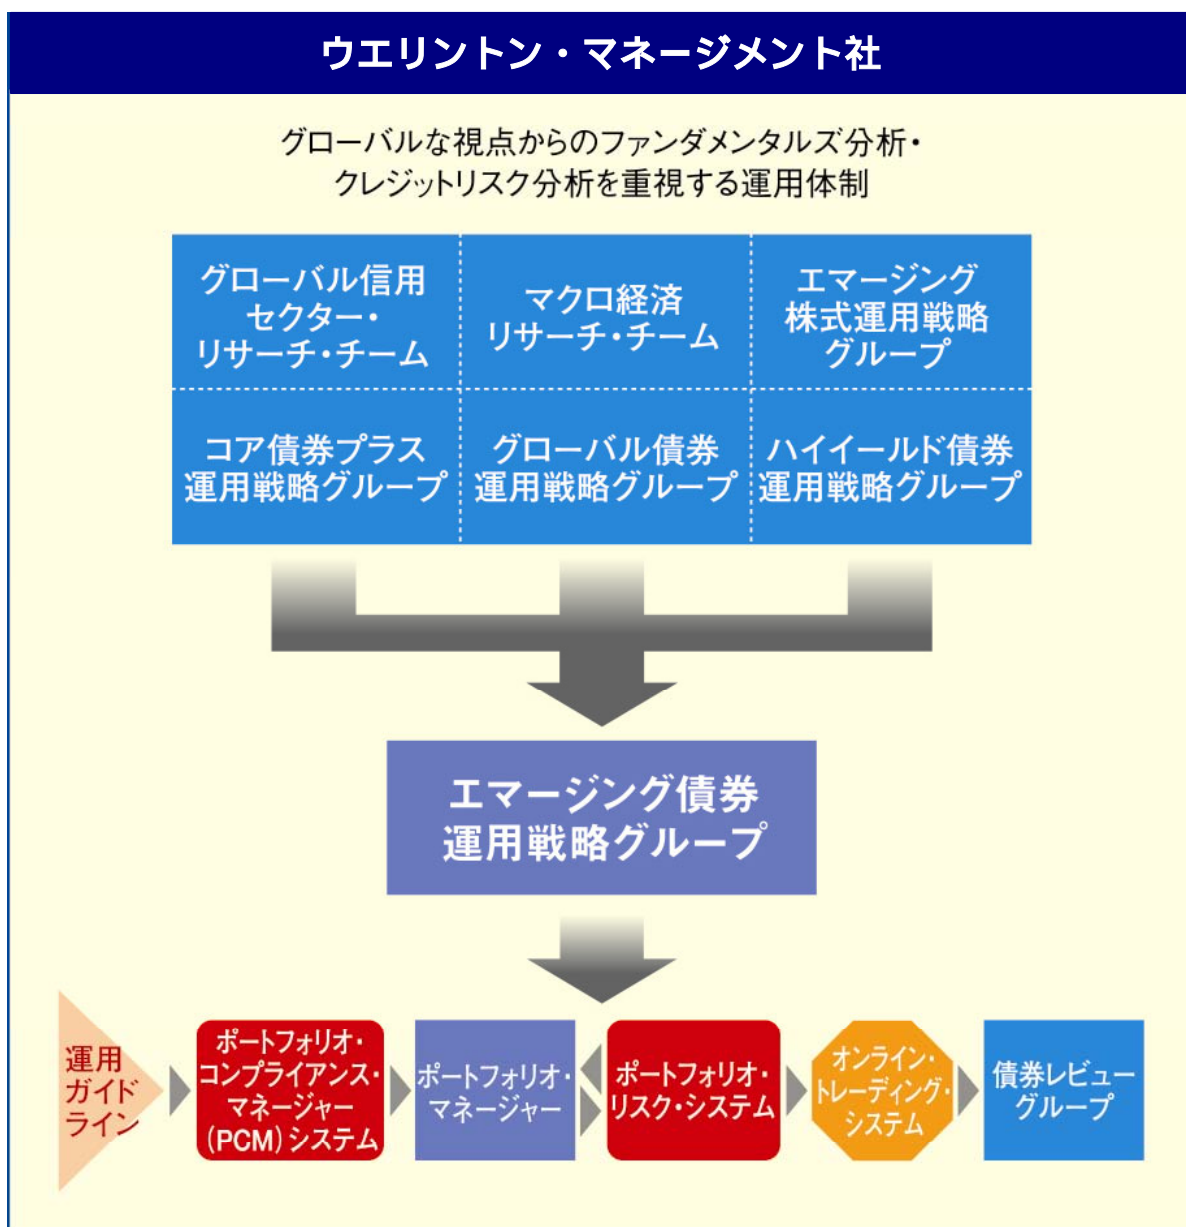 ウエリントン・マネージメント社
グローバルな視点からのファンダメンタルズ分析・
クレジットリスク分析を重視する運用体制
グローバル信用
セクター・
リサーチ・チーム
マクロ経済
リサーチ・チーム
エマージング
株式運用戦略
グループ
コア債券プラス
運用戦略グループ
グローバル債券
運用戦略グループ
ハイイールド債券
運用戦略グループ
エマージング債券
運用戦略グループ
運用
ガイド
ライン
ポートフォリオ・
コンプライアンス・
マネージャー
(PCM)システム
ポートフォリオ・
マネージャー
ポートフォリオ・
リスク・システム
オンライン・
トレーディング・
システム
債券レビュー
グループ